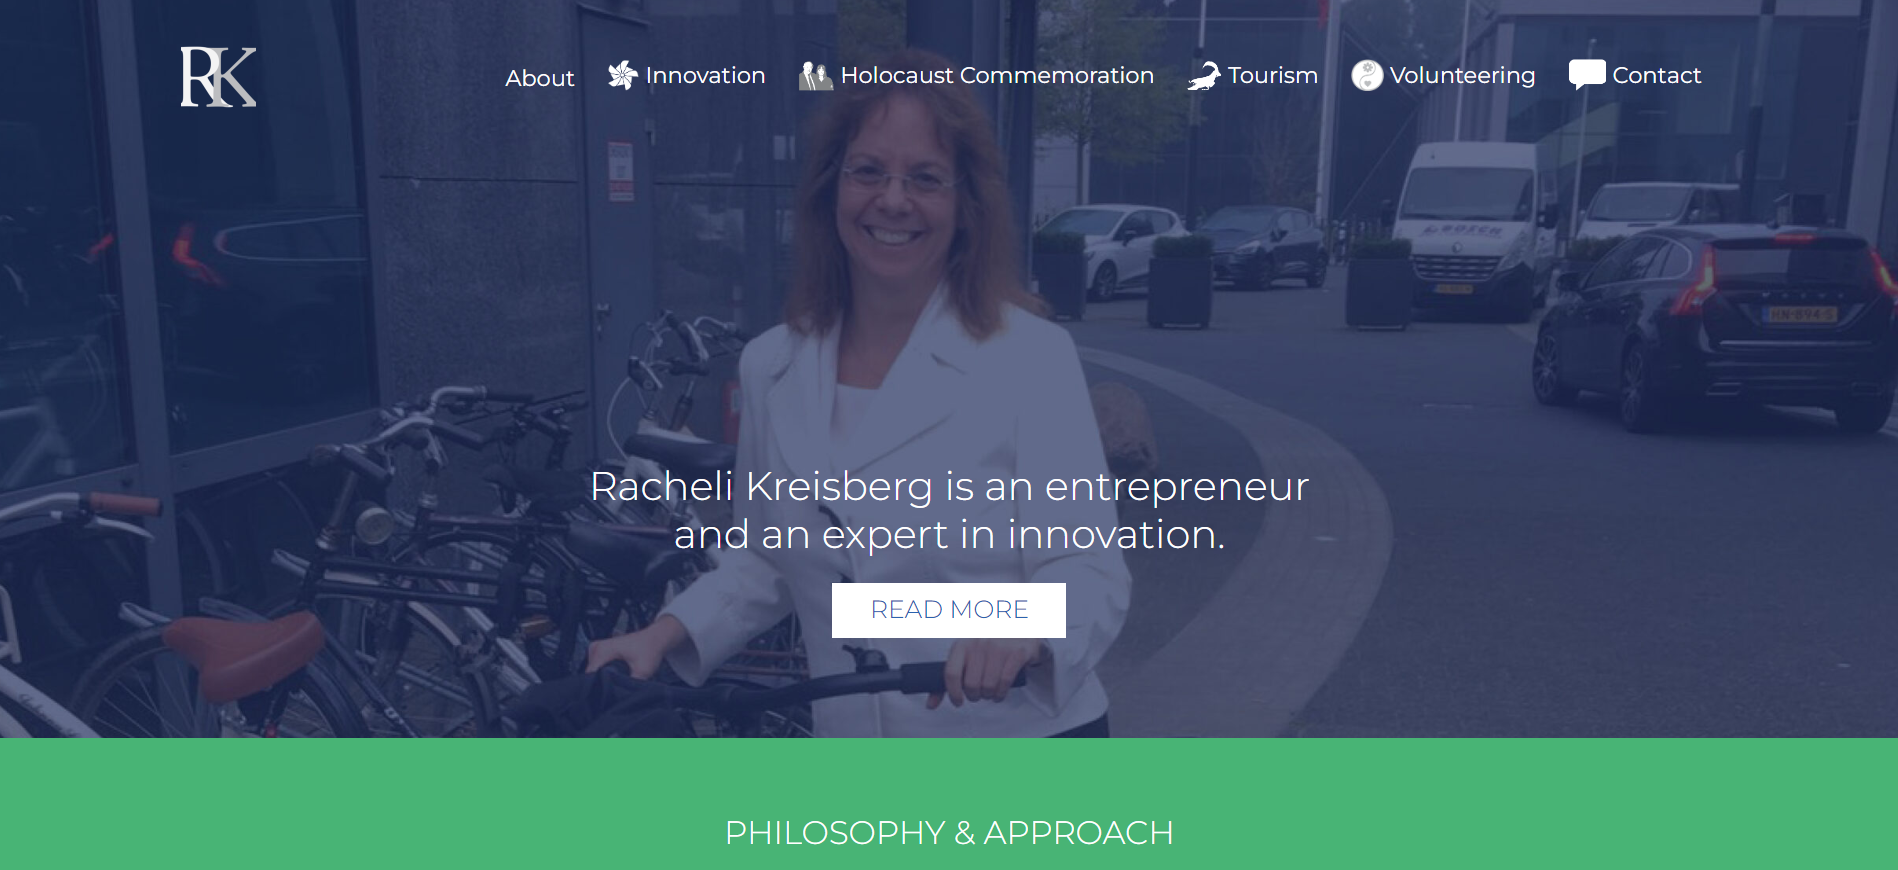 RK
About
Innovation
Holocaust Commemoration
Tourism
Volunteering
Contact
Racheli Kreisberg is an entrepreneur
and an expert in innovation.
READ MORE
PHILOSOPHY & APPROACH